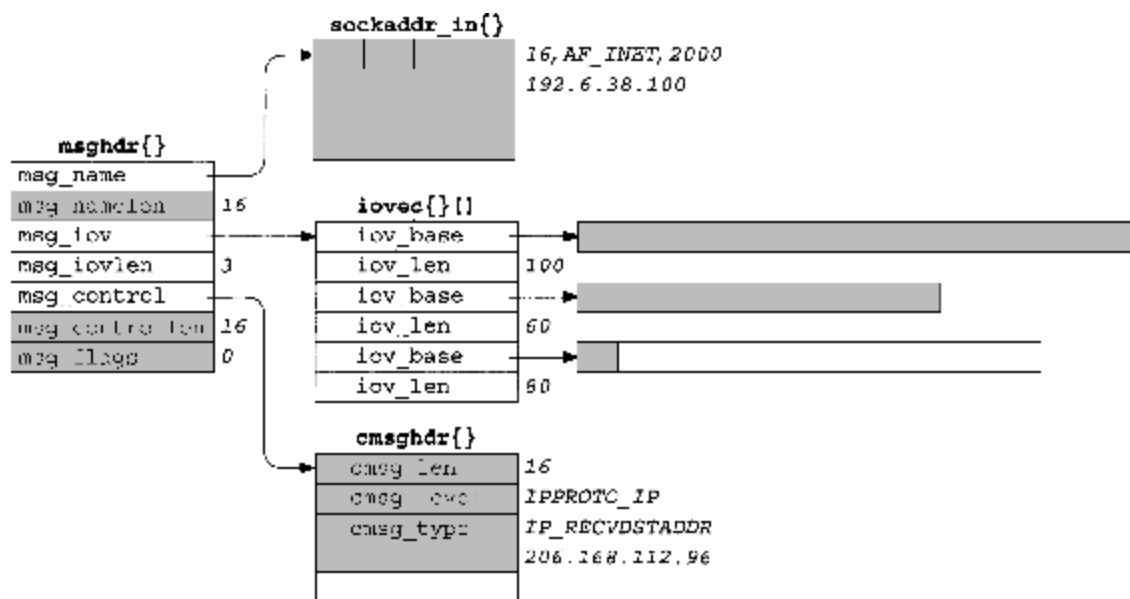 sockaddr_in{}
16,AF_INET,2000
192.6.38.100
msghdr{}
msg_name
msg_namelen 16
msg_iov
msg_iovlen 3
msg_control
msg_controllen 16
msg_flags 0
iovec{}[]
iov_base
iov_len 100
iov_base
iov_len 60
iov_base
iov_len 80
cmsghdr{}
cmsg_len 16
cmsg_level IPPROTO_IP
cmsg_type IP_RECVDSTADDR
206.168.112.96